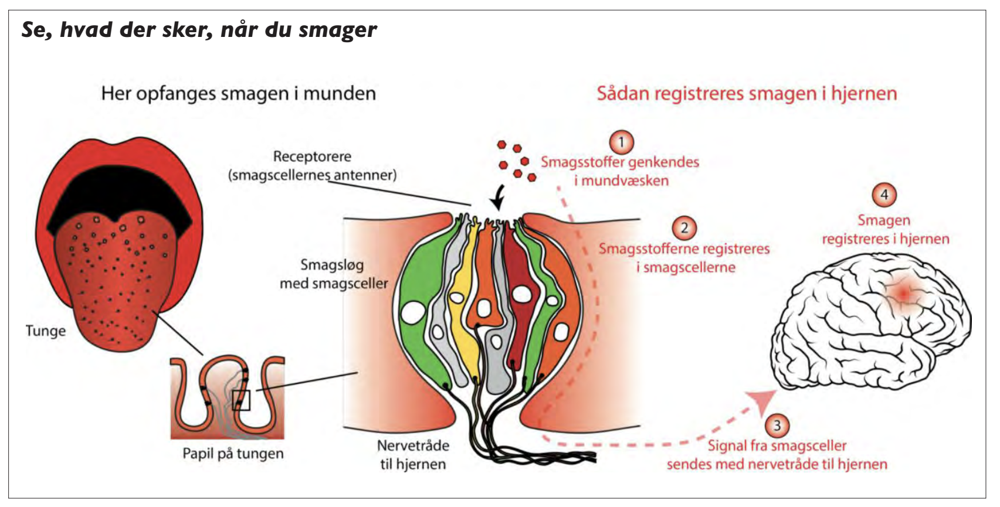 Se, hvad der sker, når du smager
Her opfanges smagen i munden
Sådan registreres smagen i hjernen
Receptorere
(smagscellernes antenner)
Smagsløg
med smagsceller
Tunge
Papil på tungen
Nervetråde
til hjernen
1
Smagsstoffer genkendes
i mundvæsken
2
Smagsstofferne registreres
i smagscellerne
3
Signal fra smagsceller
sendes med nervetråde til hjernen
4
Smagen
registreres i hjernen